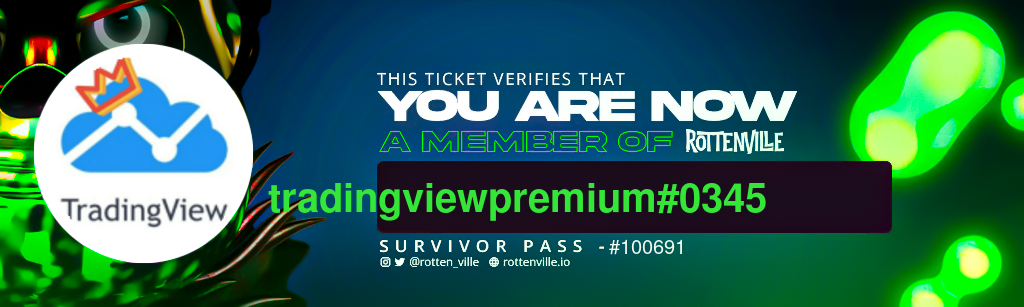 TradingView
THIS TICKET VERIFIES THAT
YOU ARE NOW
A MEMBER OF ROTTENVILLE
tradingviewpremium#0345
SURVIVOR PASS - #100691
@rotten_ville rottenville.io